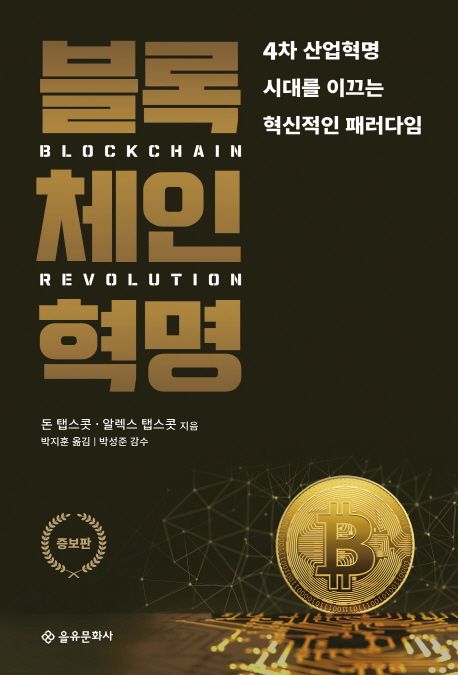 블록
BLOCKCHAIN
체인
REVOLUTION
혁명
4차 산업혁명
시대를 이끄는
혁신적인 패러다임
돈 탭스콧 · 알렉스 탭스콧 지음
박지훈 옮김 | 박성준 감수
증보판
을유문화사